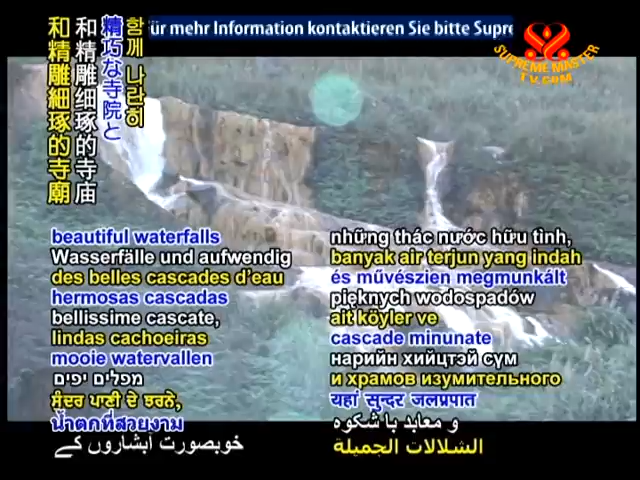 für mehr Information kontaktieren Sie bitte Supre
SUPREME MASTER
TV.COM
함께 나란히
精巧な寺院と
和精雕细琢的寺庙
和精雕細琢的寺廟
beautiful waterfalls
Wasserfälle und aufwendig
des belles cascades d'eau
hermosas cascadas
bellissime cascate,
lindas cachoeiras
mooie watervallen
מפלים יפים
ਸੁੰਦਰ ਪਾਣੀ ਦੇ ਝਰਨੇ,
น้ำตกที่สวยงาม
خوبصورت آبشاروں کے
những thác nước hữu tình,
banyak air terjun yang indah
és művészien megmunkált
pięknych wodospadów
ait köyler ve
cascade minunate
нарийн хийцтэй сүм
и храмов изумительного
यहां सुन्दर जलप्रपात
و معابد با شکوه
الشلالات الجميلة